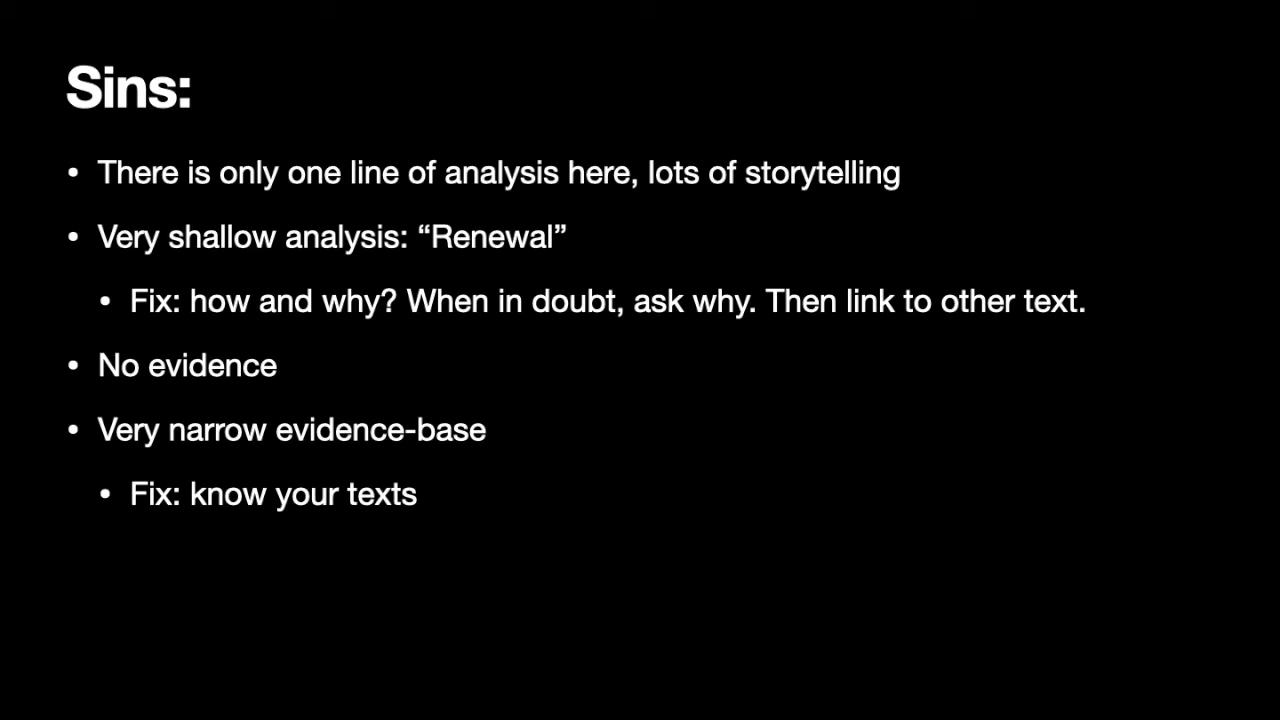 Sins:
• There is only one line of analysis here, lots of storytelling
• Very shallow analysis: “Renewal”
• Fix: how and why? When in doubt, ask why. Then link to other text.
• No evidence
• Very narrow evidence-base
• Fix: know your texts